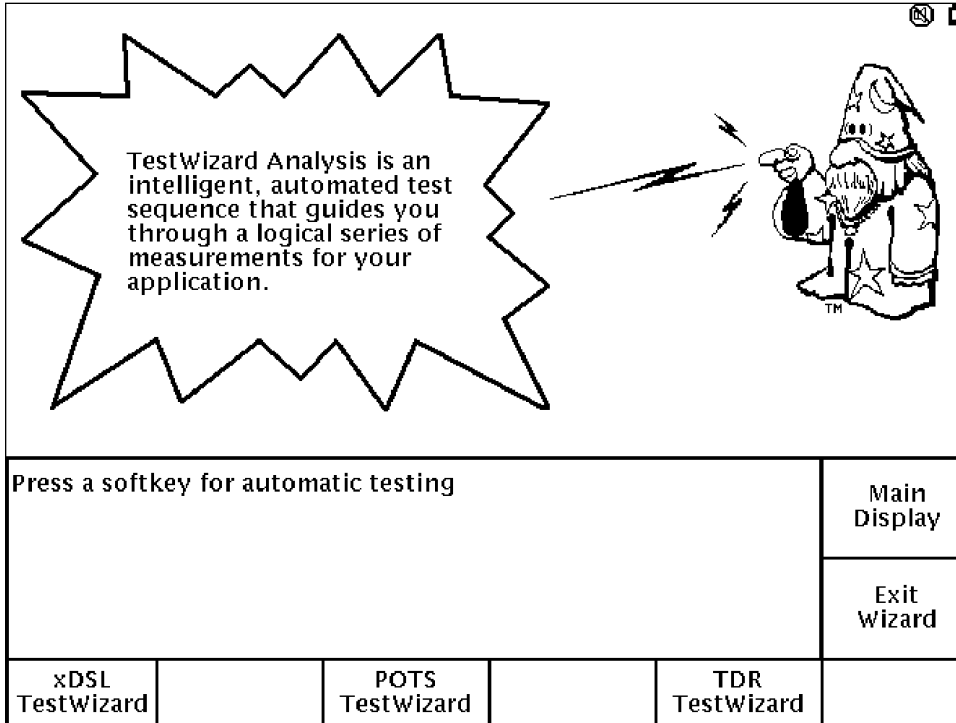 TestWizard Analysis is an
intelligent, automated test
sequence that guides you
through a logical series of
measurements for your
application.
TM
Press a softkey for automatic testing
Main
Display
Exit
Wizard
xDSL
TestWizard
POTS
TestWizard
TDR
TestWizard